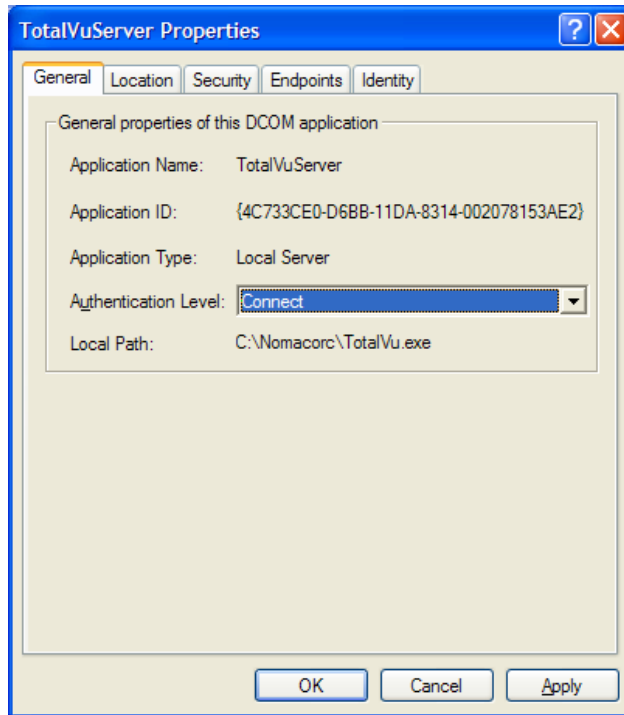 TotalVuServer Properties
General Location Security Endpoints Identity
General properties of this DCOM application
Application Name: TotalVuServer
Application ID: {4C733CE0-D6BB-11DA-8314-002078153AE2}
Application Type: Local Server
Authentication Level: Connect
Local Path: C:\Nomacorc\TotalVu.exe
OK Cancel Apply